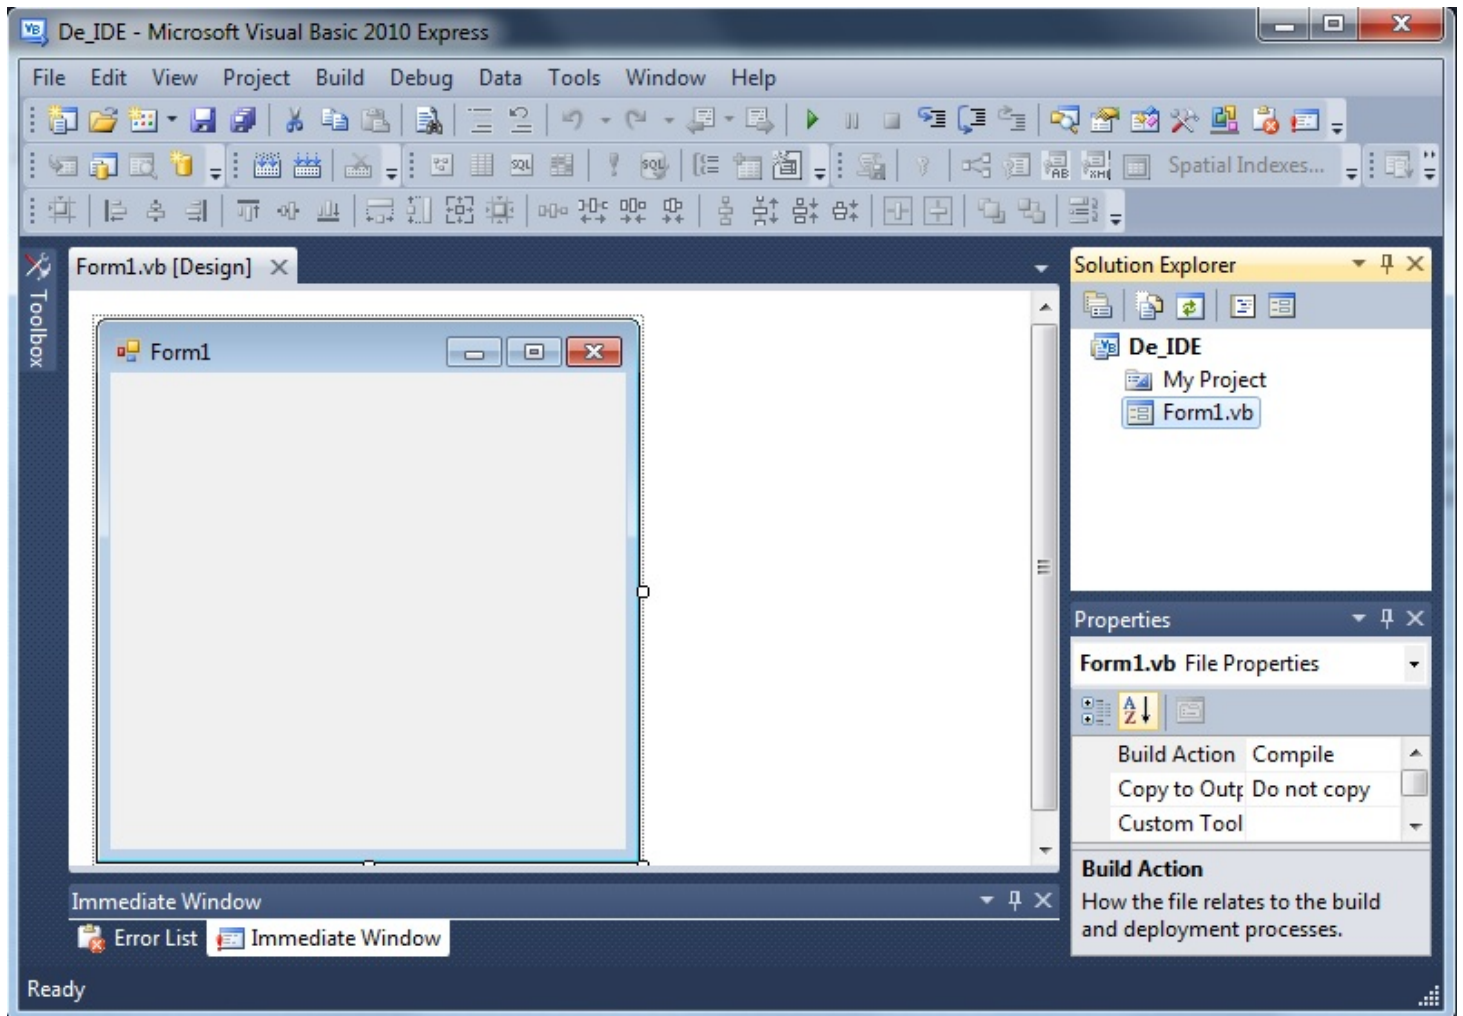 De_IDE - Microsoft Visual Basic 2010 Express
File Edit View Project Build Debug Data Tools Window Help
Spatial Indexes...
Toolbox
Form1.vb [Design]
Form1
Solution Explorer
De_IDE
My Project
Form1.vb
Properties
Form1.vb File Properties
Build Action Compile
Copy to Outp Do not copy
Custom Tool
Build Action
How the file relates to the build
and deployment processes.
Immediate Window
Error List Immediate Window
Ready